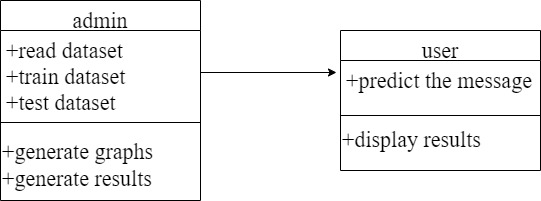 admin
+read dataset
+train dataset
+test dataset
+generate graphs
+generate results
user
+predict the message
+display results